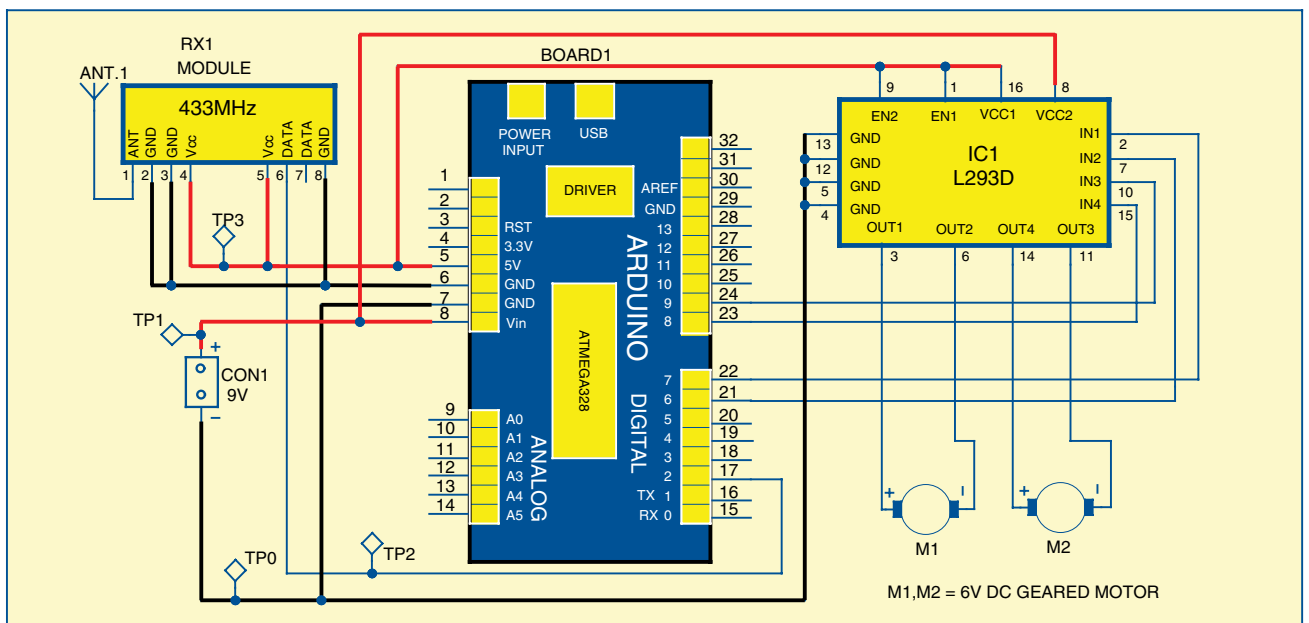 RX1
MODULE
ANT.1
433MHz
ANT
GND
GND
Vcc
Vcc
DATA
DATA
GND
1
2
3
4
5
6
7
8
TP3
TP1
+
CON1
9V
−
TP0
TP2
BOARD1
POWER
INPUT
USB
DRIVER
ARDUINO
ATMEGA328
DIGITAL
ANALOG
1
2
3 RST
4 3.3V
5 5V
6 GND
7 GND
8 Vin
9 A0
10 A1
11 A2
12 A3
13 A4
14 A5
32
31
AREF 30
GND 29
13 28
12 27
11 26
10 25
9 24
8 23
7 22
6 21
5 20
4 19
3 18
2 17
TX 1 16
RX 0 15
9
1
16
8
EN2
EN1
VCC1
VCC2
IC1
L293D
GND
13
GND
12
GND
5
GND
4
IN1
2
IN2
7
IN3
10
IN4
15
OUT1
OUT2
OUT4
OUT3
3
6
14
11
+
−
M1
+
−
M2
M1,M2 = 6V DC GEARED MOTOR